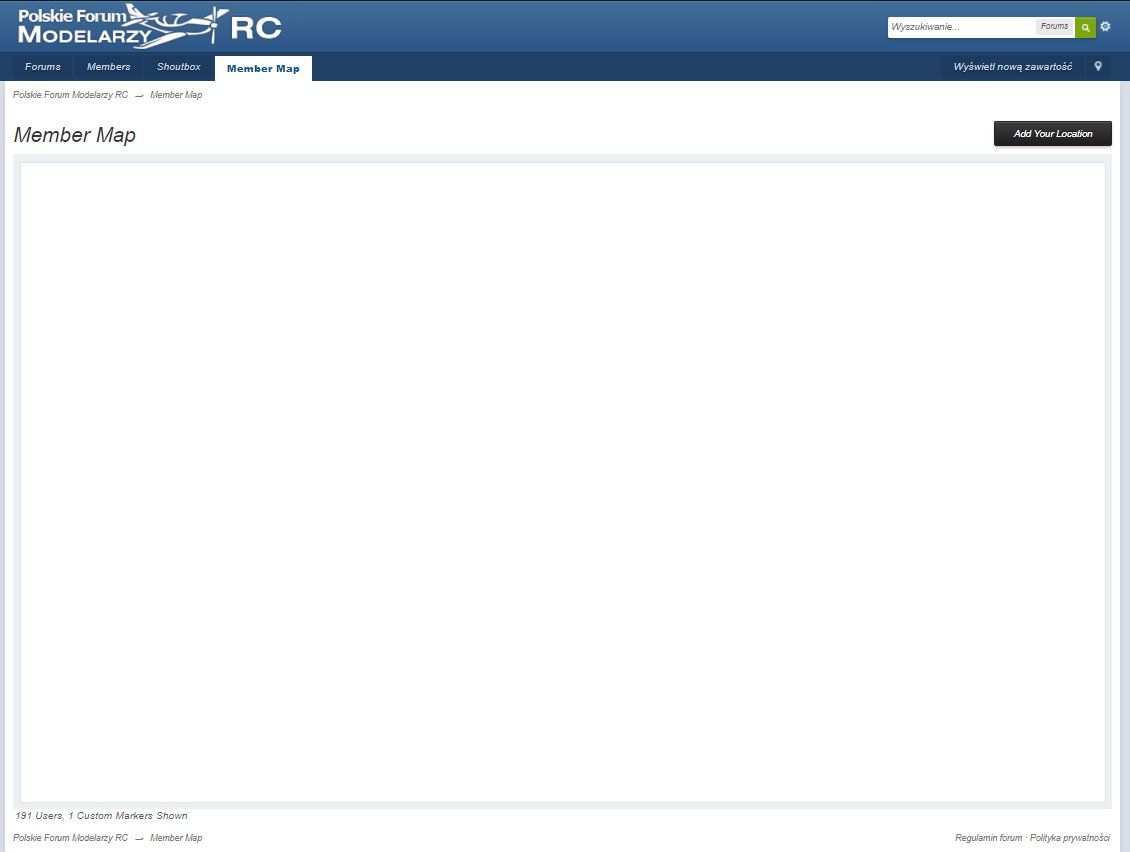 Polskie Forum
MODELARZY RC
Wyszukiwanie... Forums
Forums Members Shoutbox Member Map Wyświetl nową zawartość
Polskie Forum Modelarzy RC → Member Map
Member Map
Add Your Location
191 Users, 1 Custom Markers Shown
Polskie Forum Modelarzy RC → Member Map
Regulamin forum · Polityka prywatności